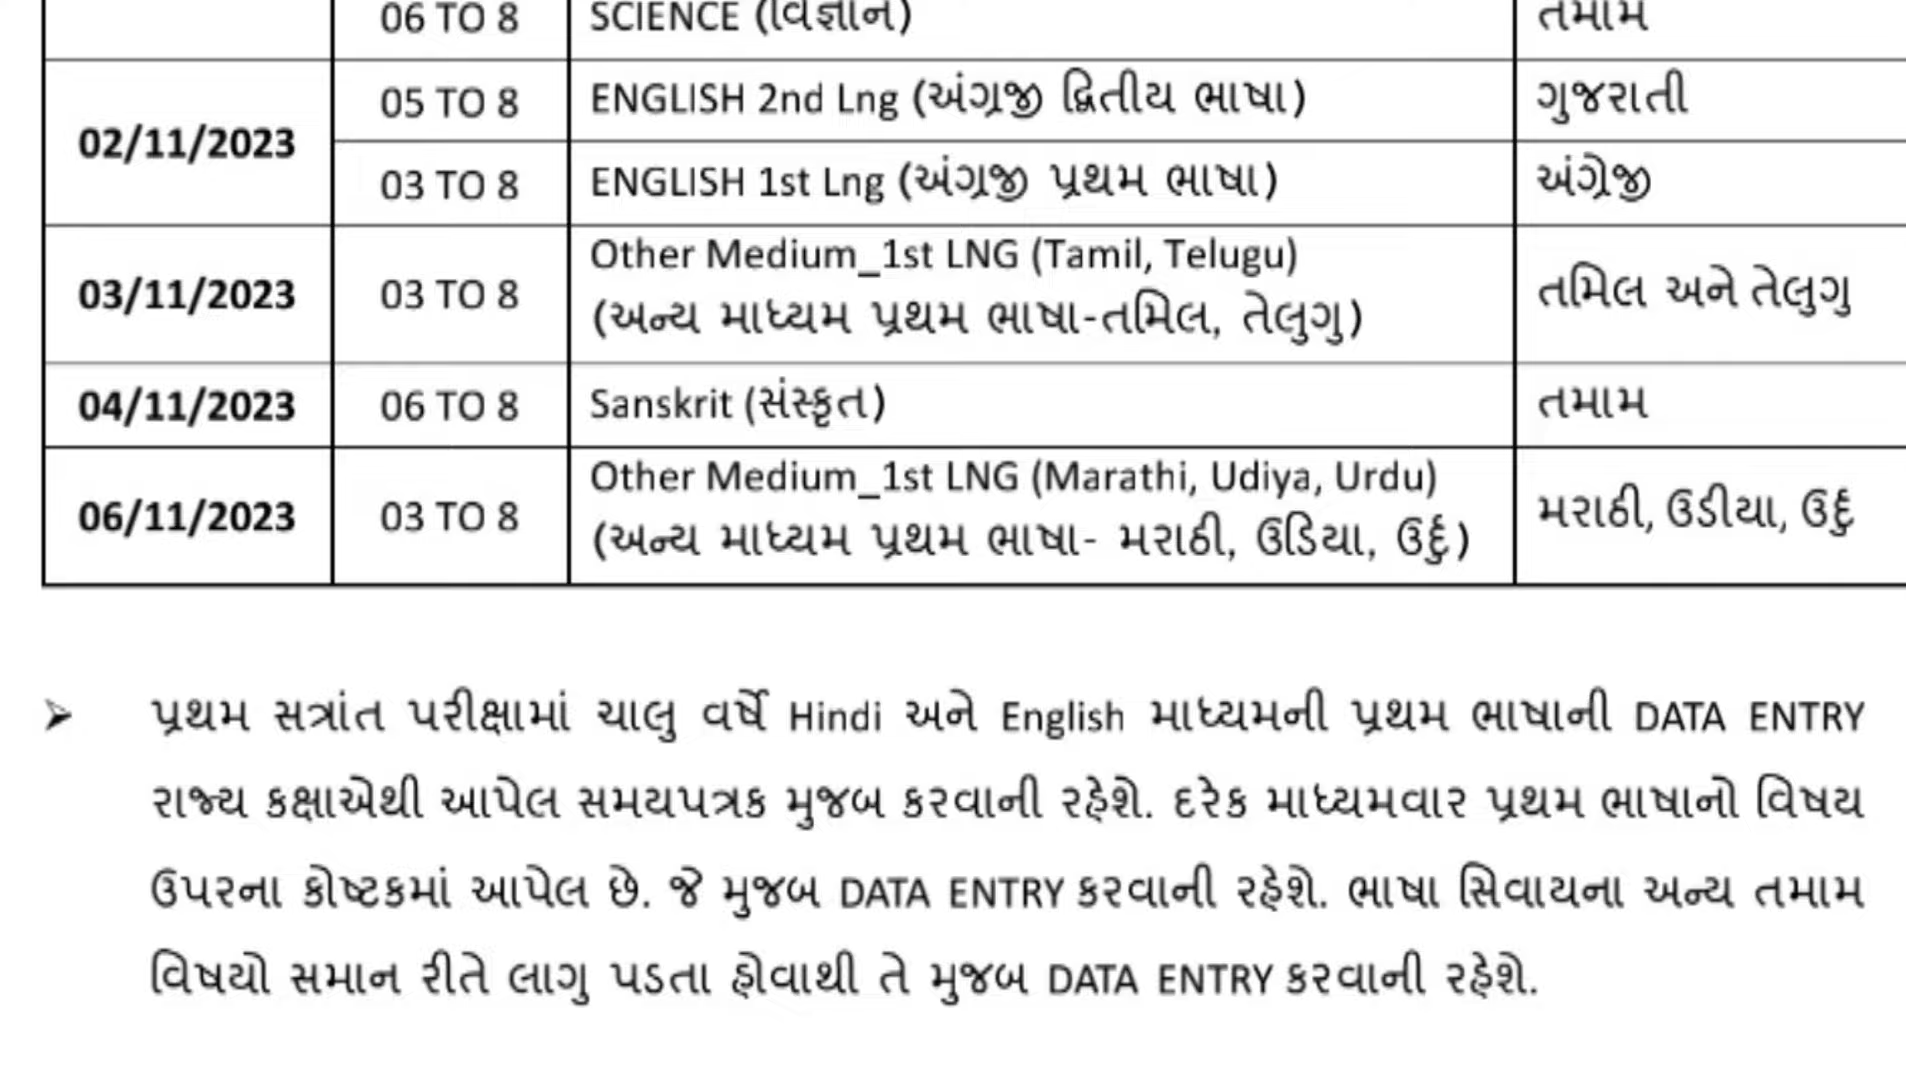 06 TO 8 SCIENCE (વિજ્ઞાન) તમામ
02/11/2023
05 TO 8 ENGLISH 2nd Lng (અંગ્રજી દ્વિતીય ભાષા) ગુજરાતી
03 TO 8 ENGLISH 1st Lng (અંગ્રજી પ્રથમ ભાષા) અંગ્રેજી
03/11/2023 03 TO 8
Other Medium_1st LNG (Tamil, Telugu)
(અન્ય માધ્યમ પ્રથમ ભાષા-તમિલ, તેલુગુ)
તમિલ અને તેલુગુ
04/11/2023 06 TO 8 Sanskrit (સંસ્કૃત) તમામ
06/11/2023 03 TO 8
Other Medium_1st LNG (Marathi, Udiya, Urdu)
(અન્ય માધ્યમ પ્રથમ ભાષા- મરાઠી, ઉડિયા, ઉર્દુ)
મરાઠી, ઉડીયા, ઉર્દુ
➢ પ્રથમ સત્રાંત પરીક્ષામાં ચાલુ વર્ષે Hindi અને English માધ્યમની પ્રથમ ભાષાની DATA ENTRY
રાજ્ય કક્ષાએથી આપેલ સમયપત્રક મુજબ કરવાની રહેશે. દરેક માધ્યમવાર પ્રથમ ભાષાનો વિષય
ઉપરના કોષ્ટકમાં આપેલ છે. જે મુજબ DATA ENTRY કરવાની રહેશે. ભાષા સિવાયના અન્ય તમામ
વિષયો સમાન રીતે લાગુ પડતા હોવાથી તે મુજબ DATA ENTRY કરવાની રહેશે.